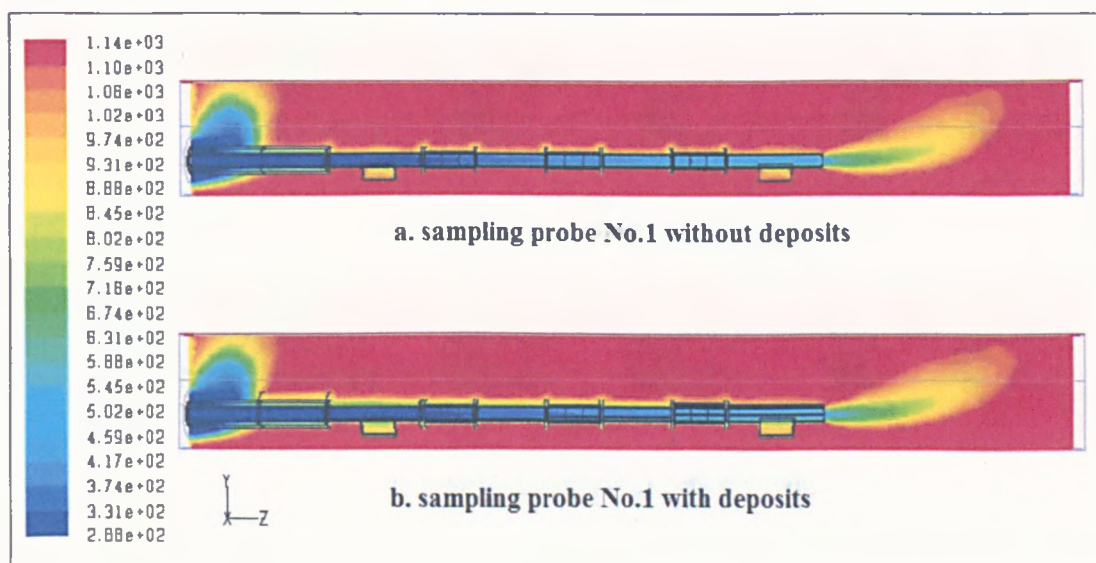 1.14e+03
1.10e+03
1.06e+03
1.02e+03
9.74e+02
9.31e+02
8.88e+02
8.45e+02
8.02e+02
7.59e+02
7.16e+02
6.74e+02
6.31e+02
5.88e+02
5.45e+02
5.02e+02
4.59e+02
4.17e+02
3.74e+02
3.31e+02
2.88e+02
a. sampling probe No.1 without deposits
b. sampling probe No.1 with deposits
Y
X
Z